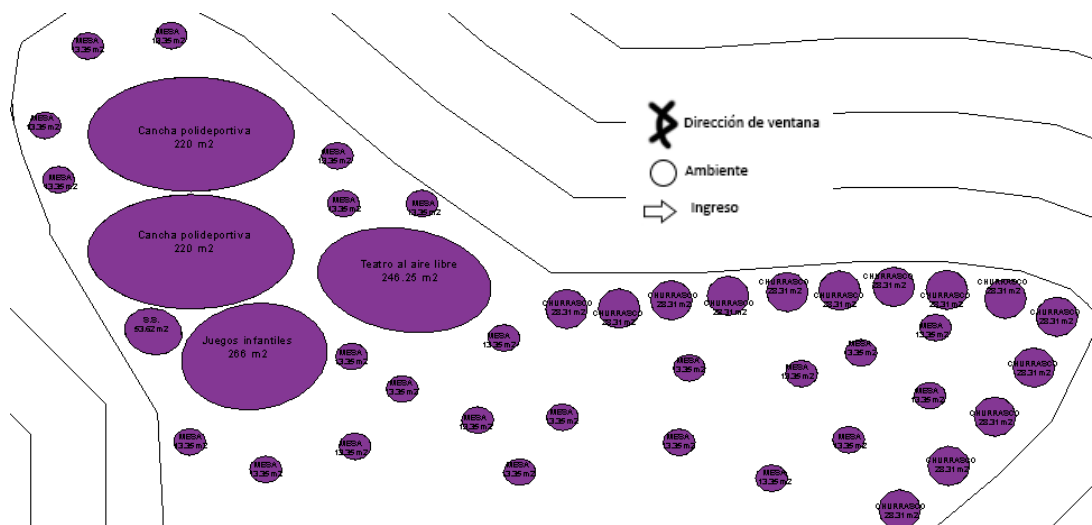 MESA
13.35 m2
MESA
13.35 m2
MESA
13.35 m2
Cancha polideportiva
220 m2
Dirección de ventana
MESA
13.35 m2
Ambiente
MESA
13.35 m2
MESA
13.35 m2
MESA
13.35 m2
Ingreso
Cancha polideportiva
220 m2
Teatro al aire libre
246.25 m2
CHURRASCO
28.31 m2
CHURRASCO
28.31 m2
CHURRASCO
28.31 m2
CHURRASCO
28.31 m2
CHURRASCO
28.31 m2
CHURRASCO
28.31 m2
CHURRASCO
28.31 m2
CHURRASCO
28.31 m2
CHURRASCO
28.31 m2
CHURRASCO
28.31 m2
S.S.
53.62 m2
Juegos infantiles
266 m2
MESA
13.35 m2
MESA
13.35 m2
MESA
13.35 m2
MESA
13.35 m2
MESA
13.35 m2
MESA
13.35 m2
CHURRASCO
28.31 m2
MESA
13.35 m2
MESA
13.35 m2
MESA
13.35 m2
MESA
13.35 m2
CHURRASCO
28.31 m2
MESA
13.35 m2
MESA
13.35 m2
MESA
13.35 m2
MESA
13.35 m2
MESA
13.35 m2
MESA
13.35 m2
MESA
13.35 m2
CHURRASCO
28.31 m2
CHURRASCO
28.31 m2